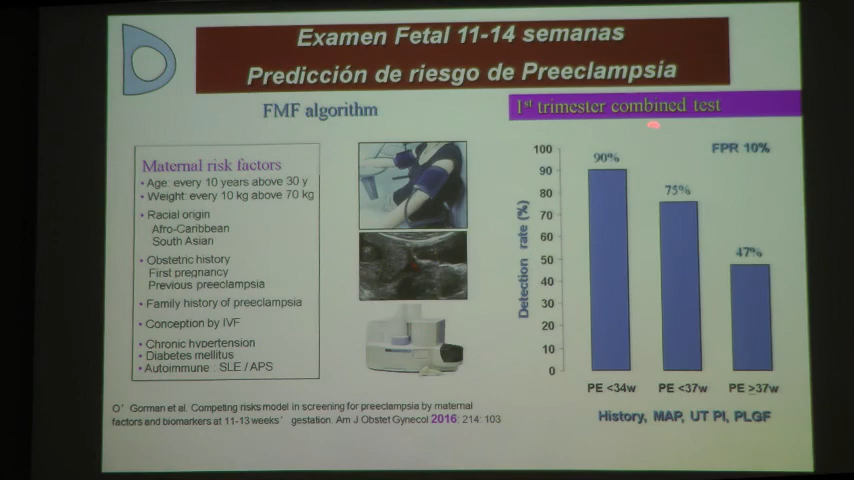 Examen Fetal 11-14 semanas
Predicción de riesgo de Preeclampsia
FMF algorithm
1st trimester combined test
Maternal risk factors
• Age: every 10 years above 30 y
• Weight: every 10 kg above 70 kg
• Racial origin
Afro-Caribbean
South Asian
• Obstetric history
First pregnancy
Previous preeclampsia
• Family history of preeclampsia
• Conception by IVF
• Chronic hypertension
• Diabetes mellitus
• Autoimmune : SLE / APS
FPR 10%
Detection rate (%)
100
90
80
70
60
50
40
30
20
10
0
90%
75%
47%
PE <34w
PE <37w
PE ≥37w
History, MAP, UT PI, PLGF
O' Gorman et al. Competing risks model in screening for preeclampsia by maternal
factors and biomarkers at 11-13 weeks' gestation. Am J Obstet Gynecol 2016; 214: 103